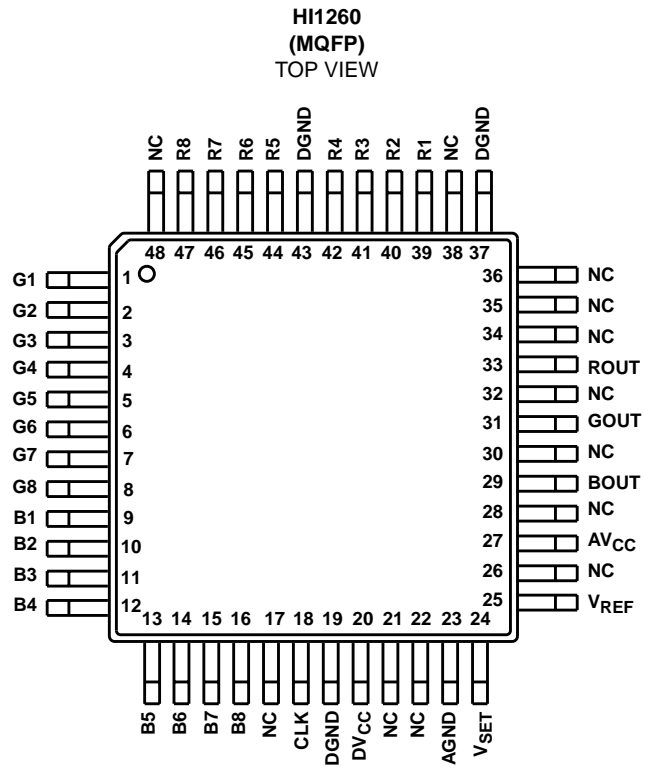 HI1260
(MQFP)
TOP VIEW
NC R8 R7 R6 R5 DGND R4 R3 R2 R1 NC DGND
48 47 46 45 44 43 42 41 40 39 38 37
G1 1 36 NC
G2 2 35 NC
G3 3 34 NC
G4 4 33 ROUT
G5 5 32 NC
G6 6 31 GOUT
G7 7 30 NC
G8 8 29 BOUT
B1 9 28 NC
B2 10 27 AVCC
B3 11 26 NC
B4 12 25 VREF
13 14 15 16 17 18 19 20 21 22 23 24
B5 B6 B7 B8 NC CLK DGND DVCC NC NC AGND VSET